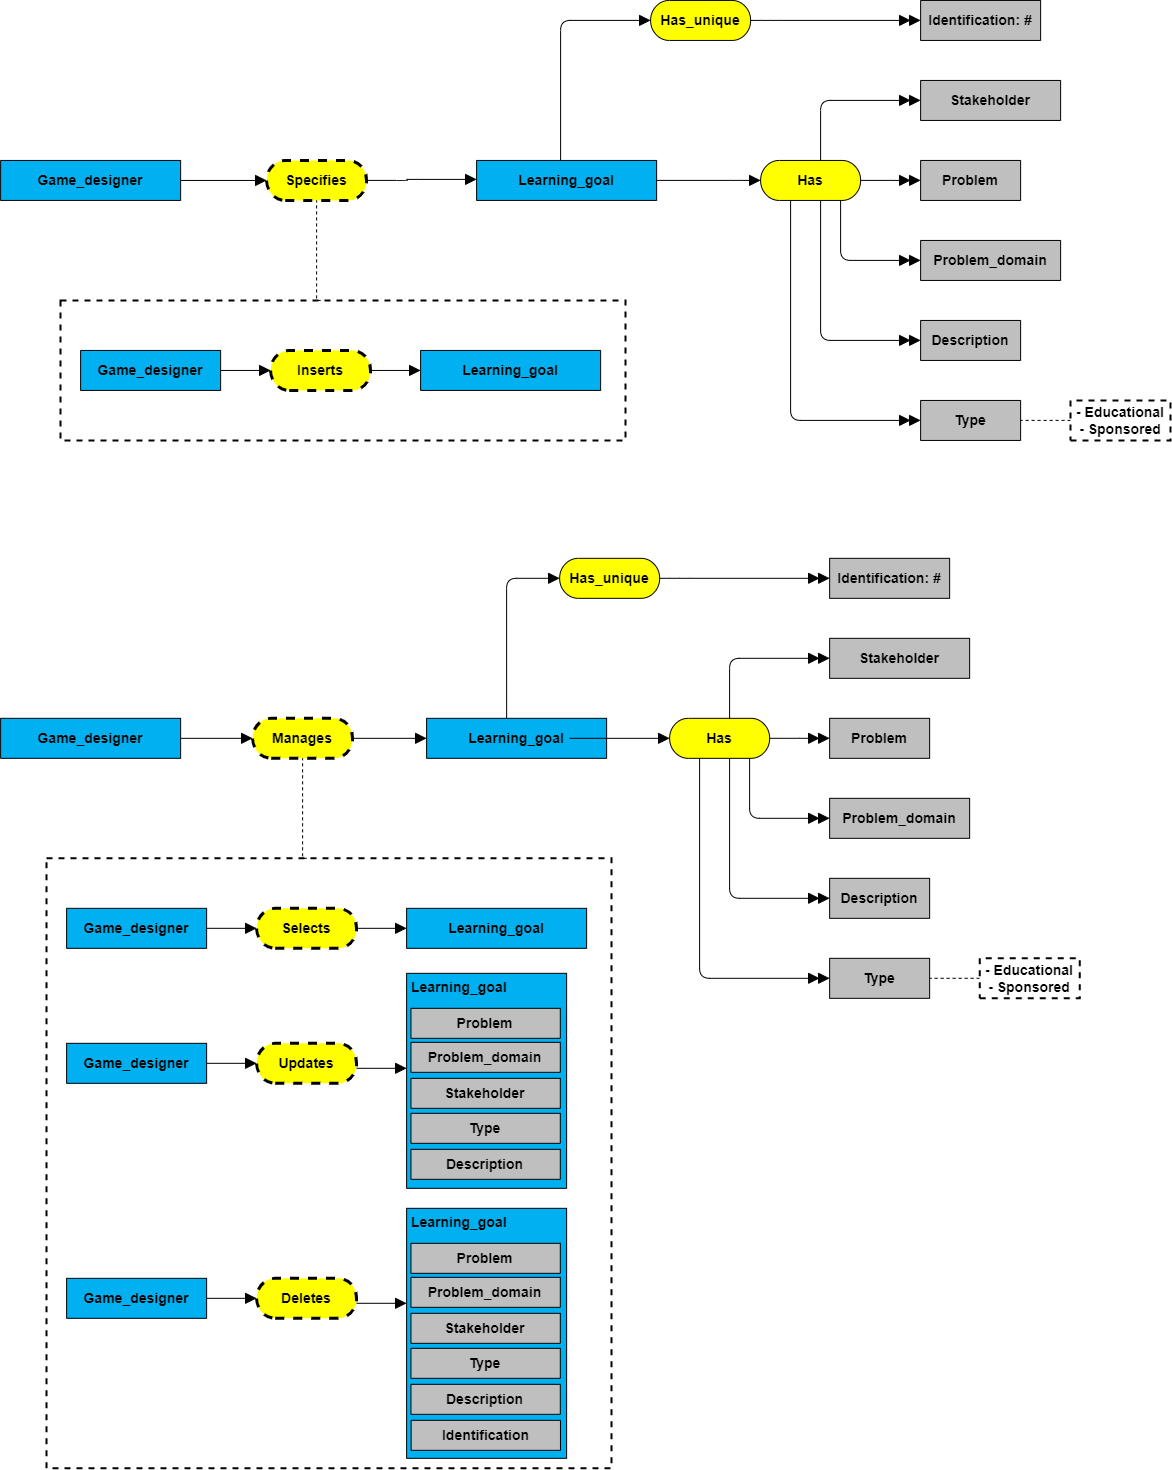 Has_unique
Identification: #
Stakeholder
Game_designer
Specifies
Learning_goal
Has
Problem
Problem_domain
Description
Game_designer
Inserts
Learning_goal
Type
- Educational
- Sponsored
Has_unique
Identification: #
Stakeholder
Game_designer
Manages
Learning_goal
Has
Problem
Problem_domain
Description
Game_designer
Selects
Learning_goal
Type
- Educational
- Sponsored
Learning_goal
Problem
Game_designer
Updates
Problem_domain
Stakeholder
Type
Description
Learning_goal
Problem
Game_designer
Deletes
Problem_domain
Stakeholder
Type
Description
Identification